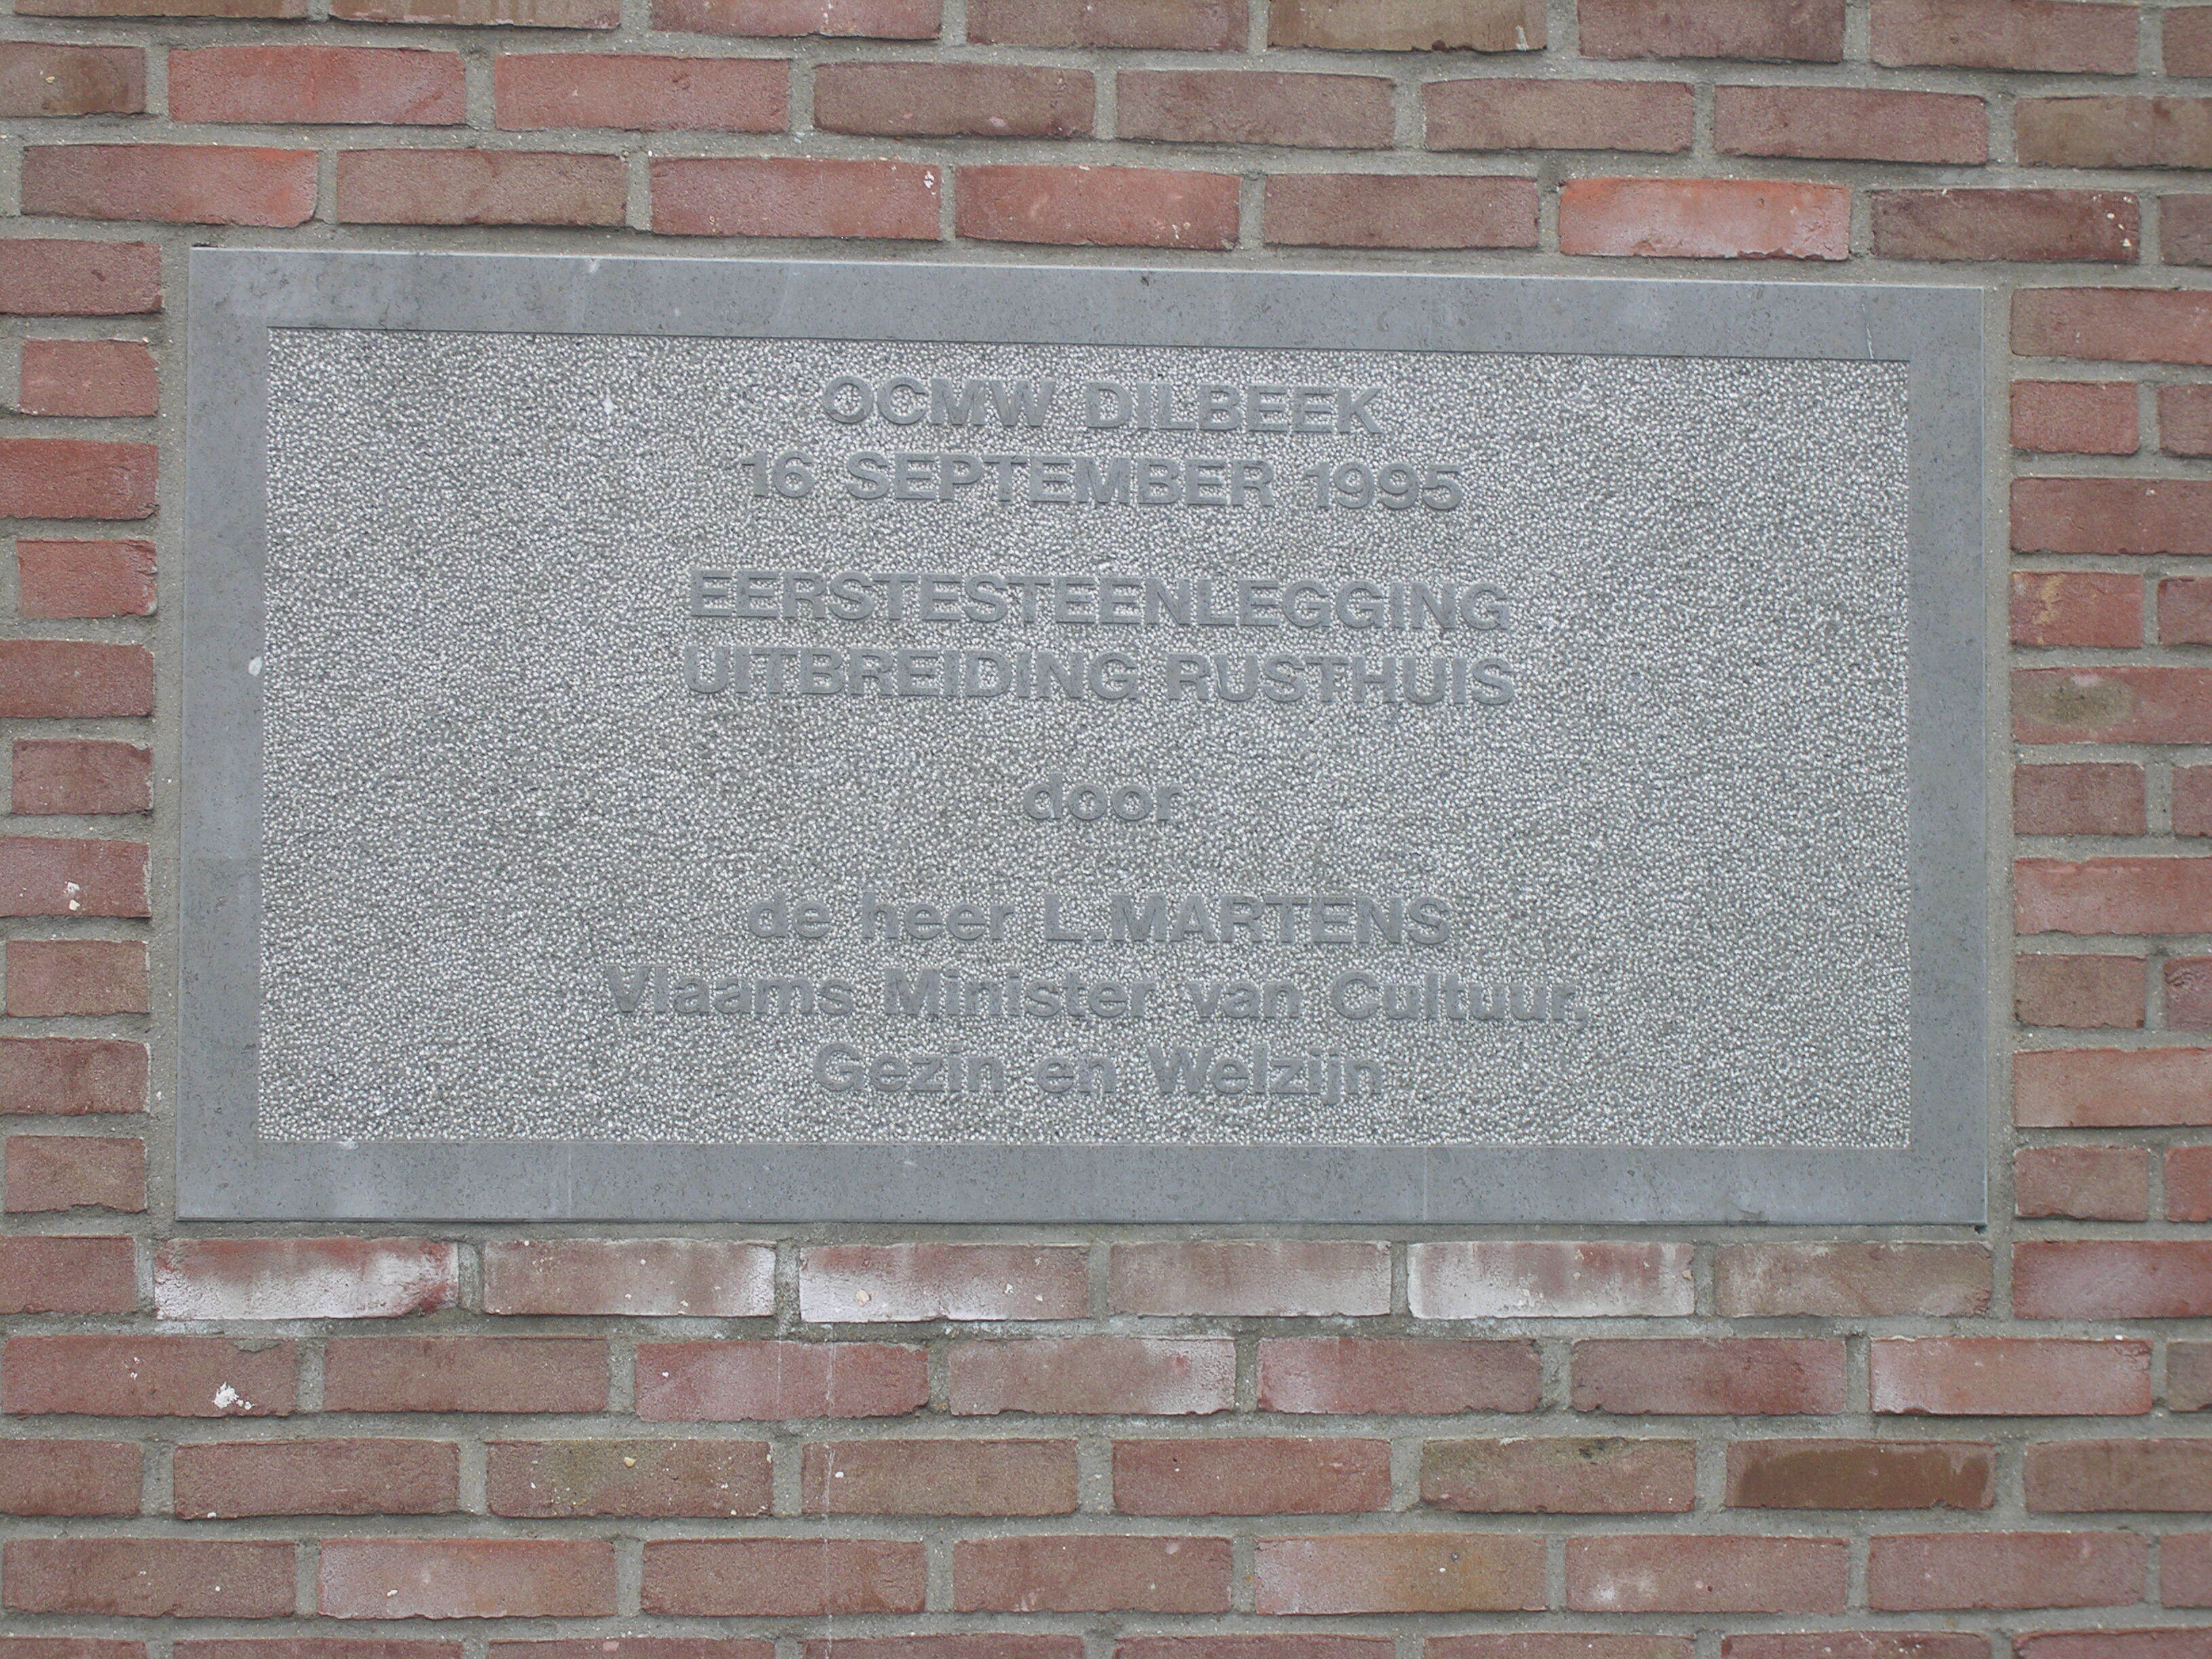 OCMW DILBEEK
16 SEPTEMBER 1995
EERSTESTEENLEGGING
UITBREIDING RUSTHUIS
door
de heer L.MARTENS
Vlaams Minister van Cultuur,
Gezin en Welzijn